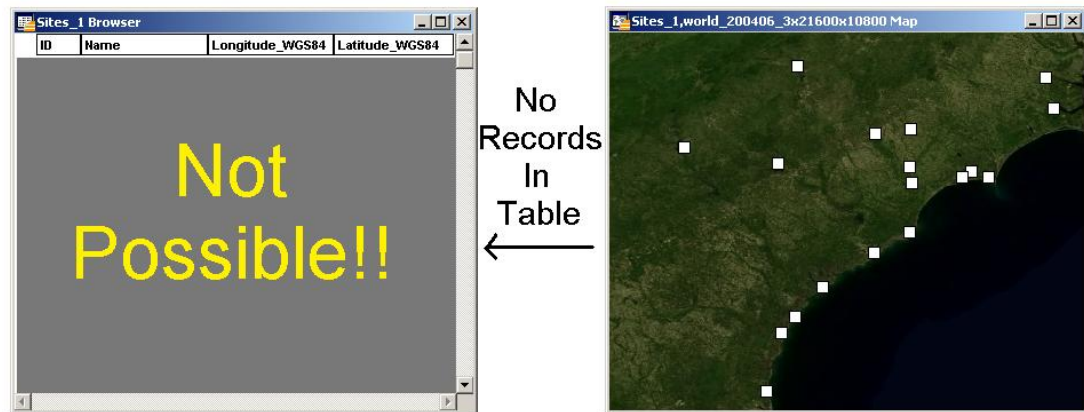 Sites_1 Browser
ID Name Longitude_WGS84 Latitude_WGS84
Not
Possible!!
No
Records
In
Table
Sites_1,world_200406_3x21600x10800 Map